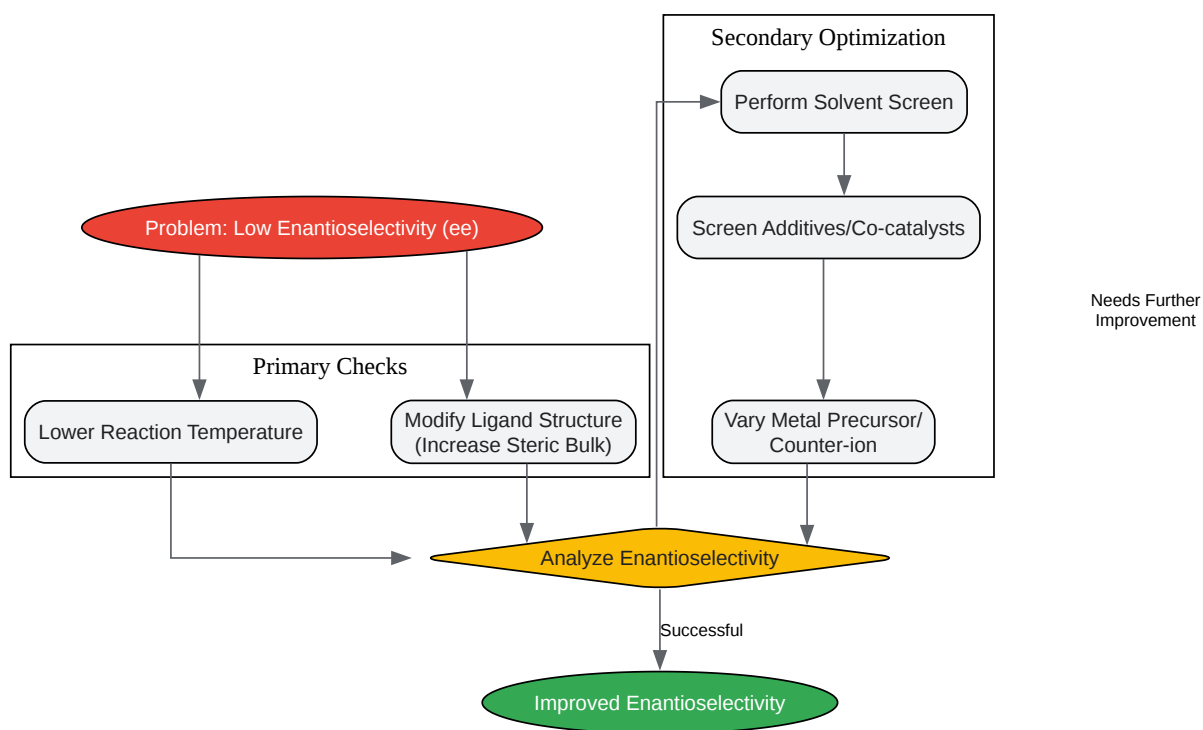 Secondary Optimization
Perform Solvent Screen
Screen Additives/Co-catalysts
Problem: Low Enantioselectivity (ee)
Needs Further
Improvement
Primary Checks
Lower Reaction Temperature
Modify Ligand Structure
(Increase Steric Bulk)
Vary Metal Precursor/
Counter-ion
Analyze Enantioselectivity
Successful
Improved Enantioselectivity